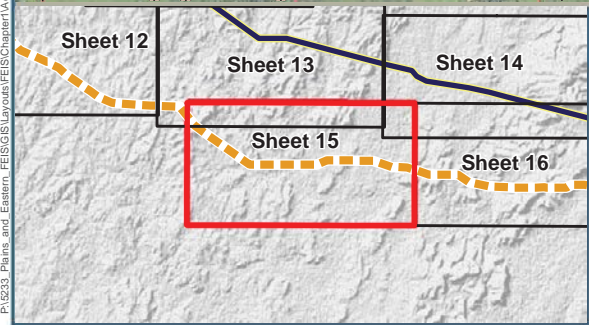 Sheet 12
Sheet 13
Sheet 14
Sheet 15
Sheet 16
P:\5233_Plains_and_Eastern_FEIS\GIS\Layouts\FEIS\Chapter1\A